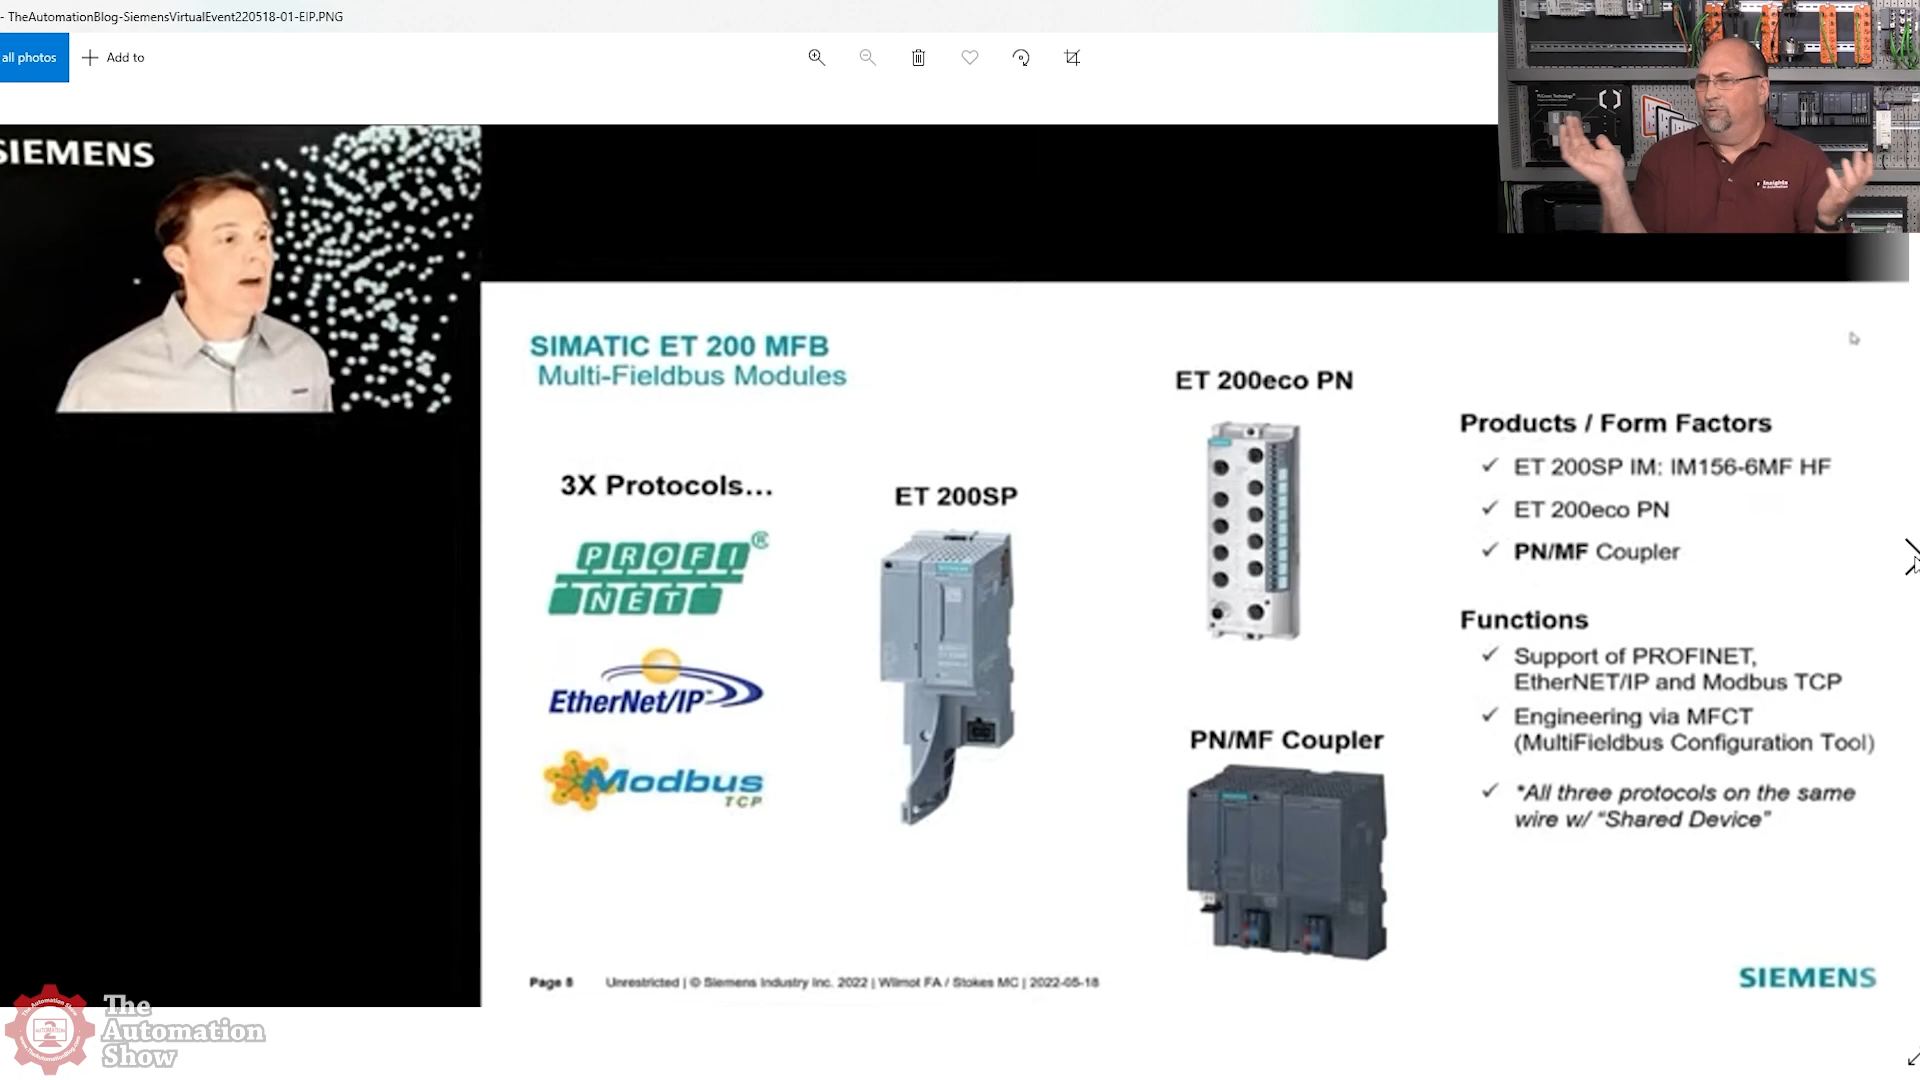 - TheAutomationBlog-SiemensVirtualEvent220518-01-EIP.PNG
all photos
Add to
SIEMENS
SIMATIC ET 200 MFB
Multi-Fieldbus Modules
3X Protocols...
PROFI
NET
®
EtherNet/IP™
Modbus
TCP
ET 200SP
ET 200eco PN
PN/MF Coupler
Products / Form Factors
✓ ET 200SP IM: IM156-6MF HF
✓ ET 200eco PN
✓ PN/MF Coupler
Functions
✓ Support of PROFINET,
EtherNET/IP and Modbus TCP
✓ Engineering via MFCT
(MultiFieldbus Configuration Tool)
✓ *All three protocols on the same
wire w/ "Shared Device"
Page 8 Unrestricted | © Siemens Industry Inc. 2022 | Wilmot FA / Stokes MC | 2022-05-18
SIEMENS
The
Automation
Show